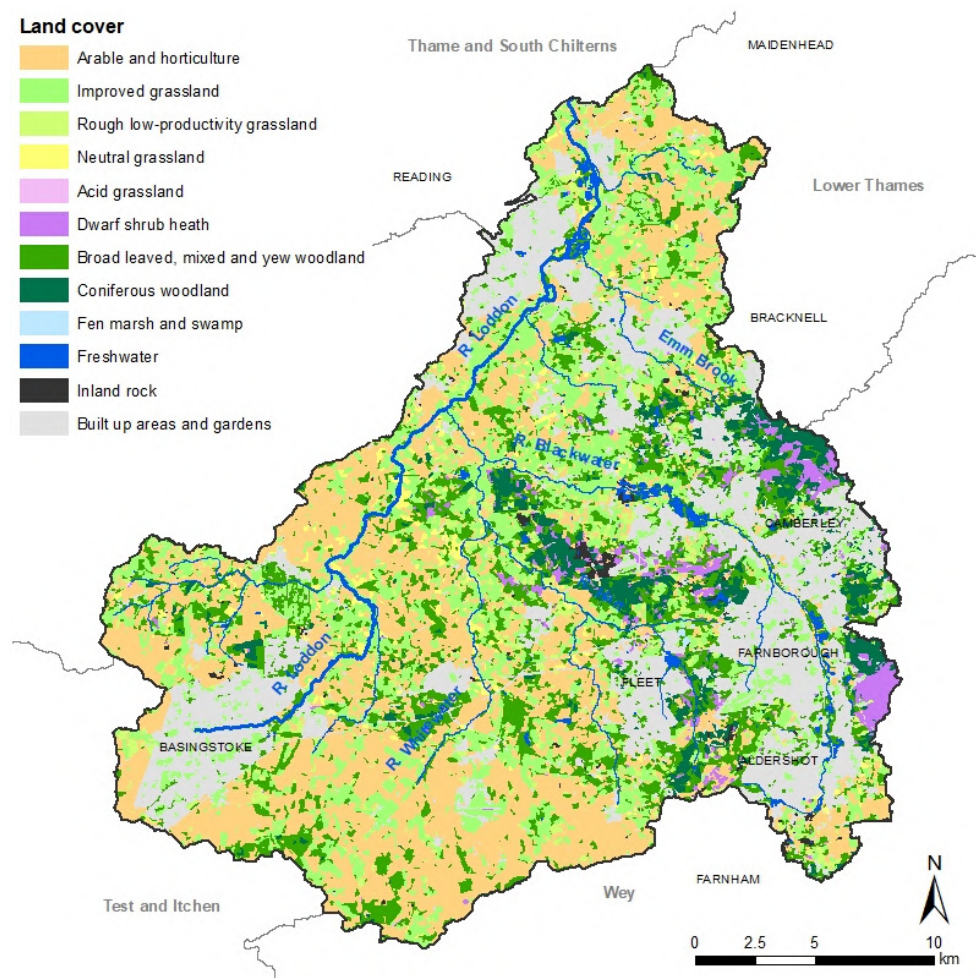 Land cover
Arable and horticulture
Improved grassland
Rough low-productivity grassland
Neutral grassland
Acid grassland
Dwarf shrub heath
Broad leaved, mixed and yew woodland
Coniferous woodland
Fen marsh and swamp
Freshwater
Inland rock
Built up areas and gardens
Thame and South Chilterns
MAIDENHEAD
READING
Lower Thames
BRACKNELL
R. Loddon
Emm Brook
R. Blackwater
CAMBERLEY
FARNBOROUGH
R. Loddon
FLEET
R. Whitewater
BASINGSTOKE
ALDERSHOT
FARNHAM
Wey
Test and Itchen
N
0 2.5 5 10
km